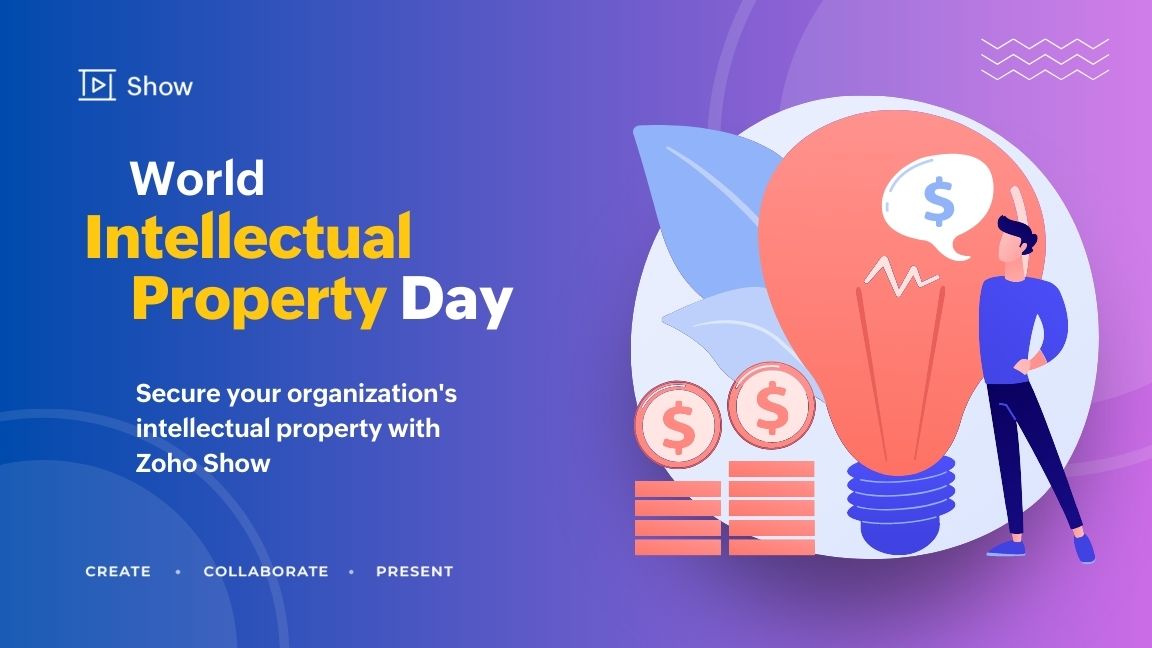 Show
World
Intellectual
Property Day
Secure your organization's
intellectual property with
Zoho Show
CREATE • COLLABORATE • PRESENT
$
$
$